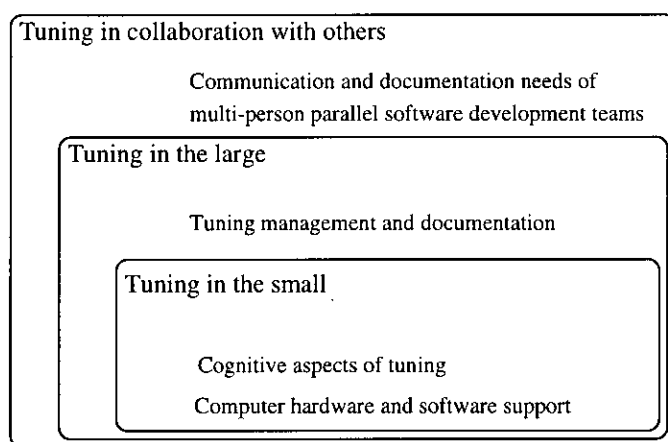 Tuning in collaboration with others
Communication and documentation needs of
multi-person parallel software development teams
Tuning in the large
Tuning management and documentation
Tuning in the small
Cognitive aspects of tuning
Computer hardware and software support